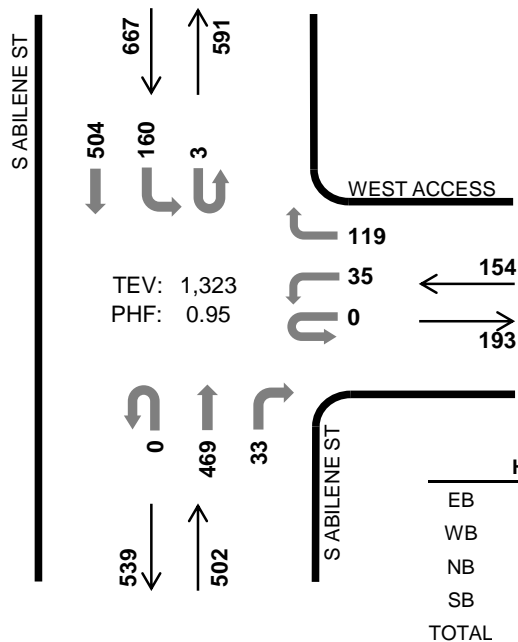 S ABILENE ST
667
591
504
160
3
WEST ACCESS
119
35
0
154
193
TEV: 1,323
PHF: 0.95
0
469
33
S ABILENE ST
539
502
EB
WB
NB
SB
TOTAL